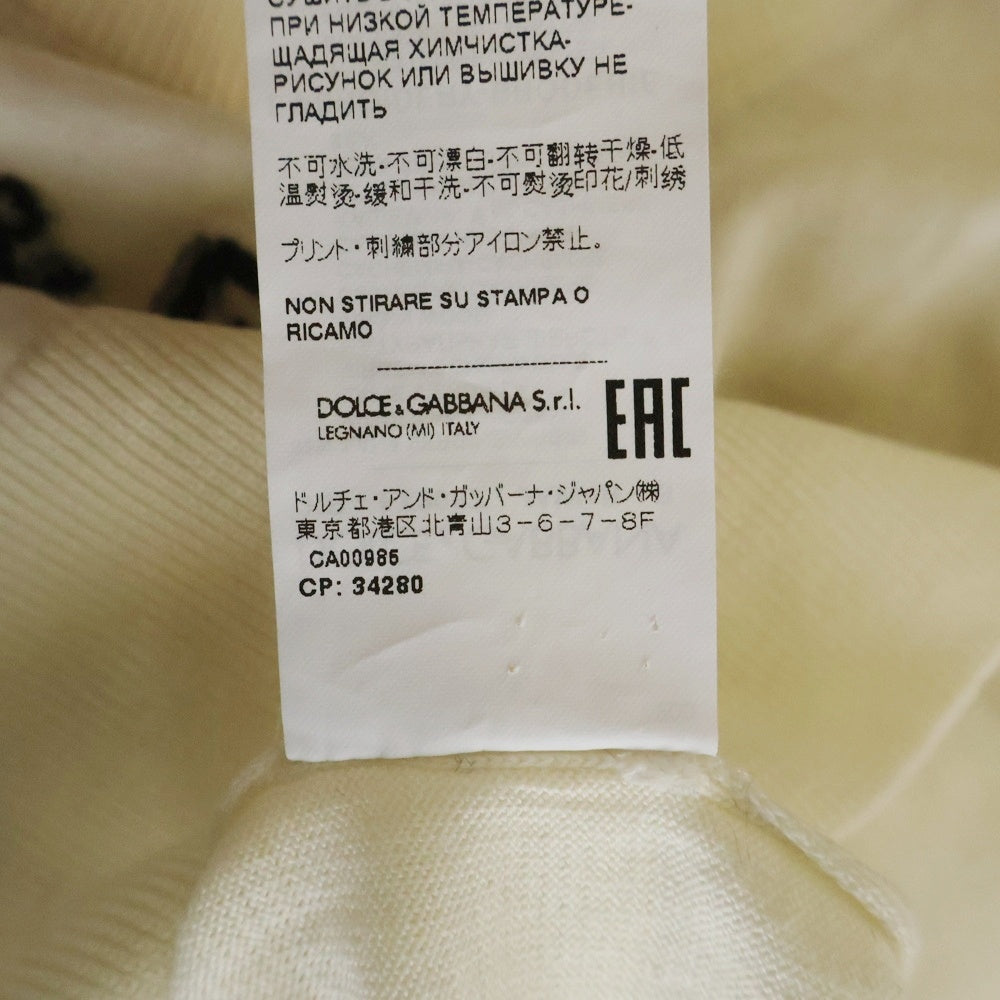 ПРИ НИЗКОЙ ТЕМПЕРАТУРЕ-
ЩАДЯЩАЯ ХИМЧИСТКА-
РИСУНОК ИЛИ ВЫШИВКУ НЕ
ГЛАДИТЬ
不可水洗-不可漂白-不可翻转干燥-低
温熨烫-缓和干洗-不可熨烫印花/刺绣
プリント・刺繍部分アイロン禁止。
NON STIRARE SU STAMPA O
RICAMO
DOLCE & GABBANA S.r.l.
LEGNANO (MI) ITALY
EAC
ドルチェ・アンド・ガッバーナ・ジャパン㈱
東京都港区北青山3-6-7-8F
CA00986
CP: 34280